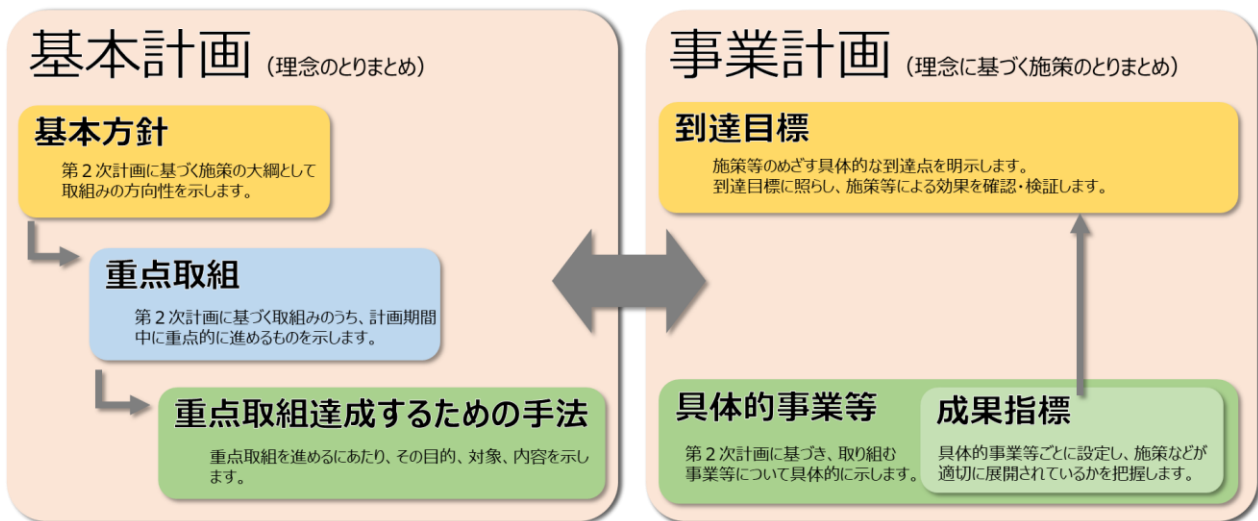 基本計画 (理念のとりまとめ)
基本方針
第２次計画に基づく施策の大綱として
取組みの方向性を示します。
重点取組
第２次計画に基づく取組みのうち、計画期間
中に重点的に進めるものを示します。
重点取組達成するための手法
重点取組を進めるにあたり、その目的、対象、内容を示し
ます。
事業計画 (理念に基づく施策のとりまとめ)
到達目標
施策等のめざす具体的な到達点を明示します。
到達目標に照らし、施策等による効果を確認・検証します。
具体的事業等
第２次計画に基づき、取り組む
事業等について具体的に示します。
成果指標
具体的事業等ごとに設定し、施策などが
適切に展開されているかを把握します。